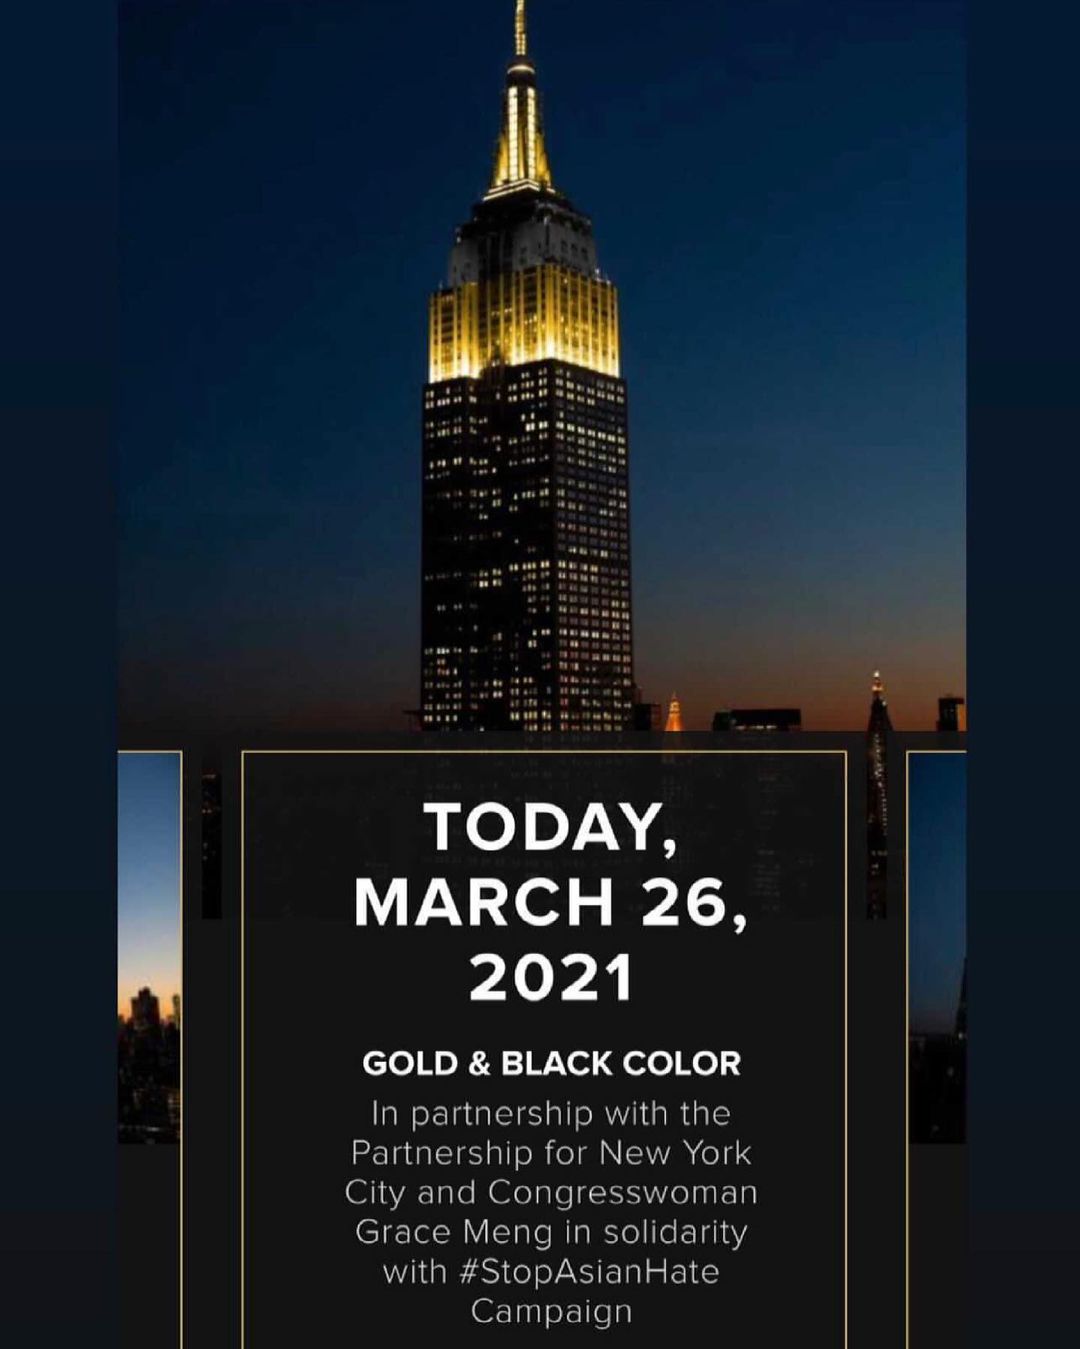 TODAY,
MARCH 26,
2021
GOLD & BLACK COLOR
In partnership with the
Partnership for New York
City and Congresswoman
Grace Meng in solidarity
with #StopAsianHate
Campaign